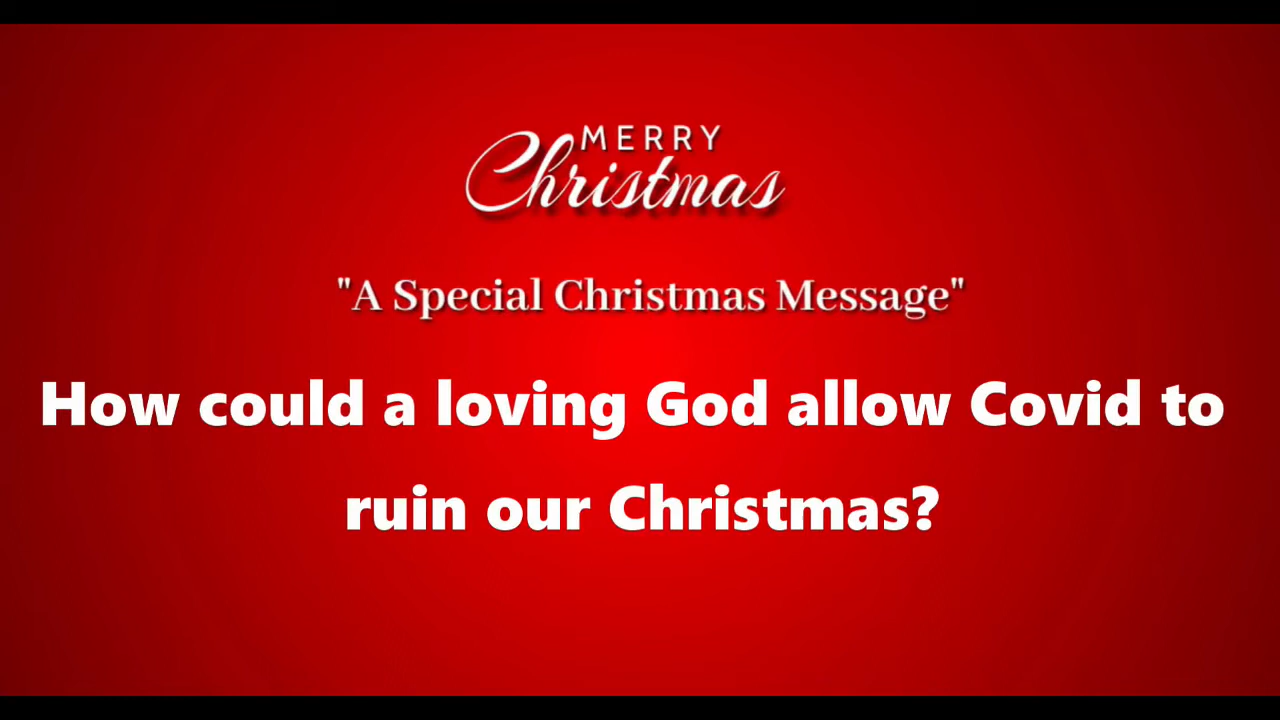 MERRY
Christmas
"A Special Christmas Message"
How could a loving God allow Covid to
ruin our Christmas?